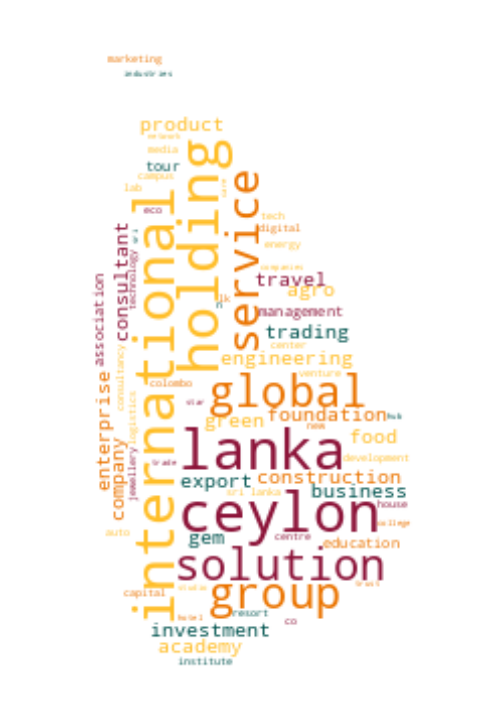 marketing
industries
product
network
media
tour
campus
lab
eco
international
holding
service
tech
digital
energy
companies
travel
agro
management
trading
center
engineering
venture
consultant
technology
association
consultancy
logistics
enterprise
company
jewellery
colombo
star
lk
global
green
foundation
hub
new
food
lanka
trade
development
export
construction
sri lanka
business
house
ceylon
college
gem
centre
education
auto
solution
capital
group
trust
hotel
resort
co
investment
academy
institute